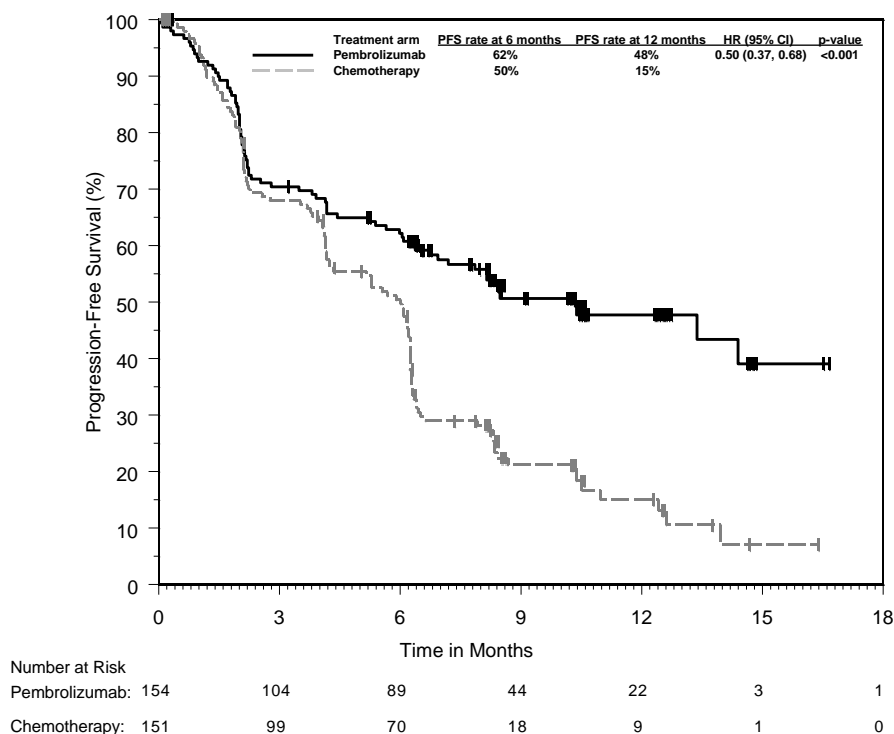 Treatment arm PFS rate at 6 months PFS rate at 12 months HR (95% CI) p-value
Pembrolizumab 62% 48% 0.50 (0.37, 0.68) <0.001
Chemotherapy 50% 15%
Progression-Free Survival (%)
100
90
80
70
60
50
40
30
20
10
0
0 3 6 9 12 15 18
Time in Months
Number at Risk
Pembrolizumab: 154 104 89 44 22 3 1
Chemotherapy: 151 99 70 18 9 1 0